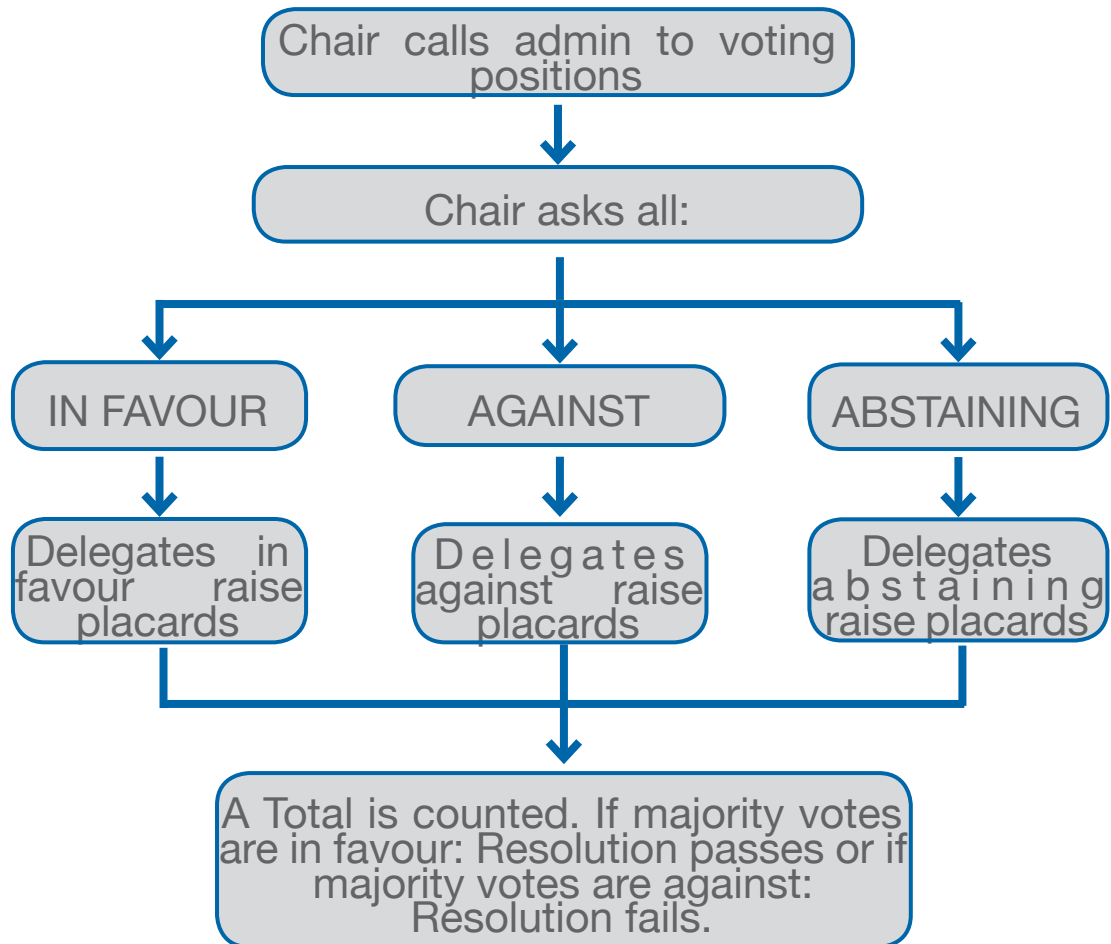 Chair calls admin to voting
positions
Chair asks all:
IN FAVOUR
AGAINST
ABSTAINING
Delegates in
favour raise
placards
Delegates
against raise
placards
Delegates
abstaining
raise placards
A Total is counted. If majority votes
are in favour: Resolution passes or if
majority votes are against:
Resolution fails.